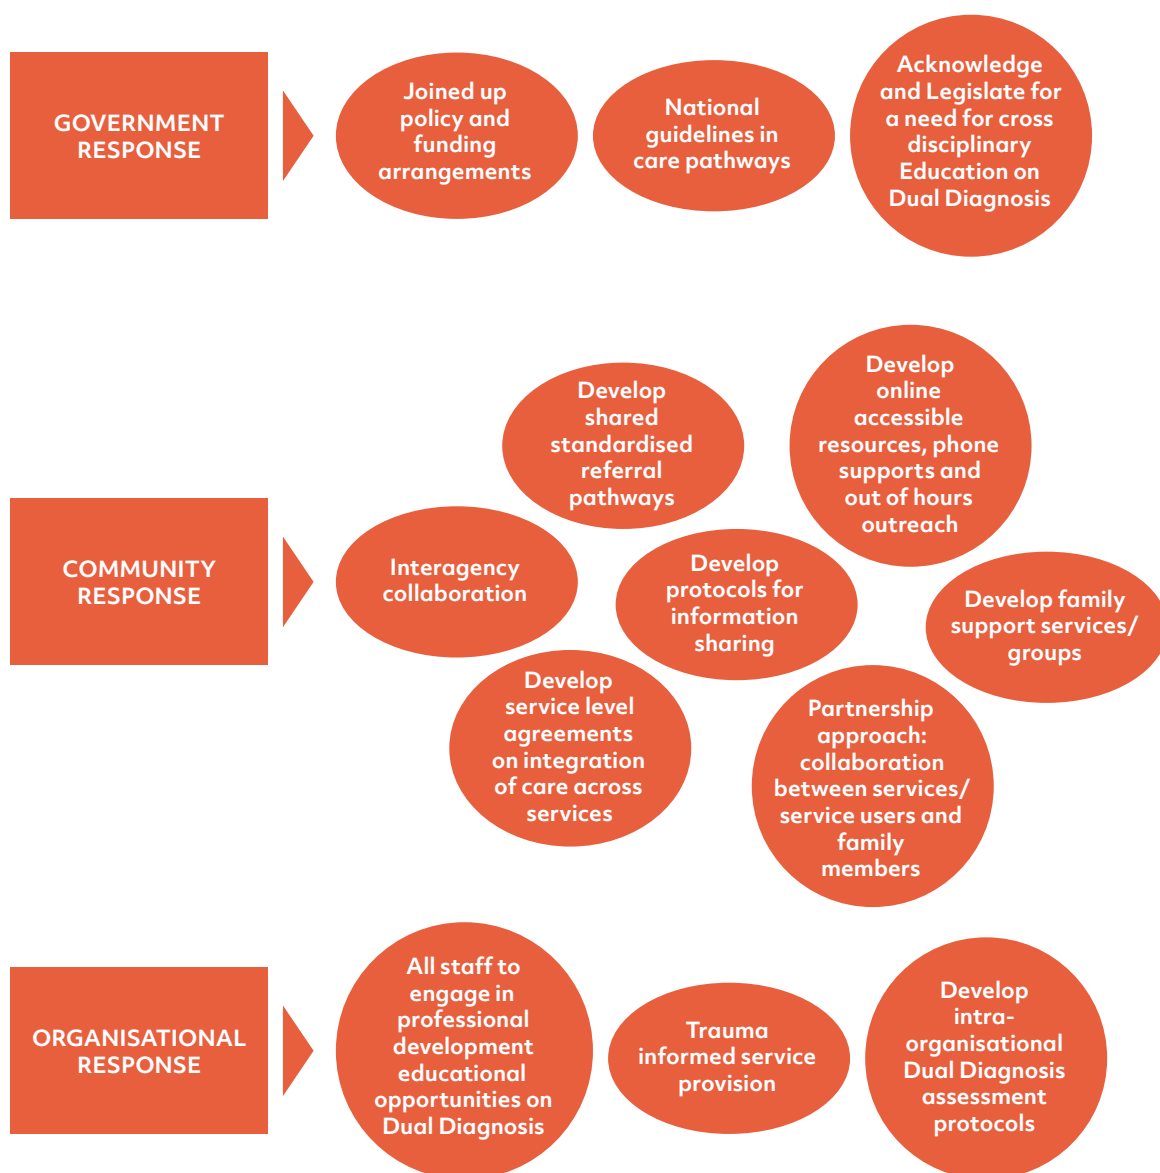 GOVERNMENT
RESPONSE
Joined up
policy and
funding
arrangements
National
guidelines in
care pathways
Acknowledge
and Legislate for
a need for cross
disciplinary
Education on
Dual Diagnosis
COMMUNITY
RESPONSE
Interagency
collaboration
Develop
shared
standardised
referral
pathways
Develop
online
accessible
resources, phone
supports and
out of hours
outreach
Develop
protocols for
information
sharing
Develop family
support services/
groups
Develop
service level
agreements
on integration
of care across
services
Partnership
approach:
collaboration
between services/
service users and
family
members
ORGANISATIONAL
RESPONSE
All staff to
engage in
professional
development
educational
opportunities on
Dual Diagnosis
Trauma
informed service
provision
Develop
intra-
organisational
Dual Diagnosis
assessment
protocols